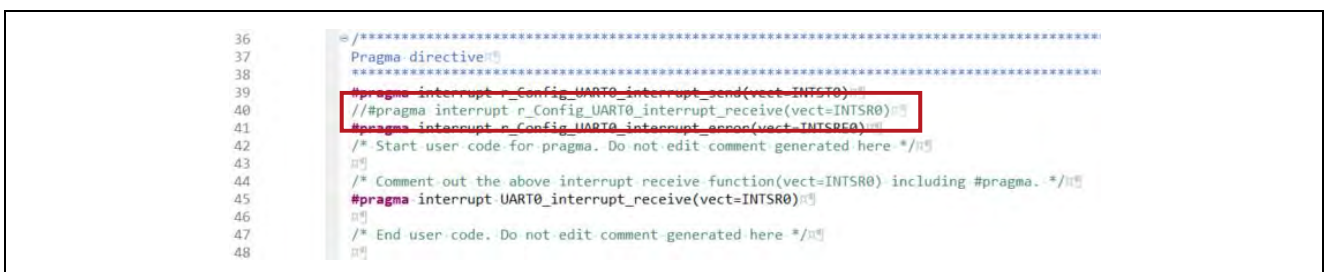 36 /*******************************************************************************************
37 Pragma directive
38 *******************************************************************************************
39 #pragma interrupt r_Config_UART0_interrupt_send(vect=INTST0)
40 //#pragma interrupt r_Config_UART0_interrupt_receive(vect=INTSR0)
41 #pragma interrupt r_Config_UART0_interrupt_error(vect=INTSRE0)
42 /* Start user code for pragma. Do not edit comment generated here */
43
44 /* Comment out the above interrupt receive function(vect=INTSR0) including #pragma. */
45 #pragma interrupt UART0_interrupt_receive(vect=INTSR0)
46
47 /* End user code. Do not edit comment generated here */
48